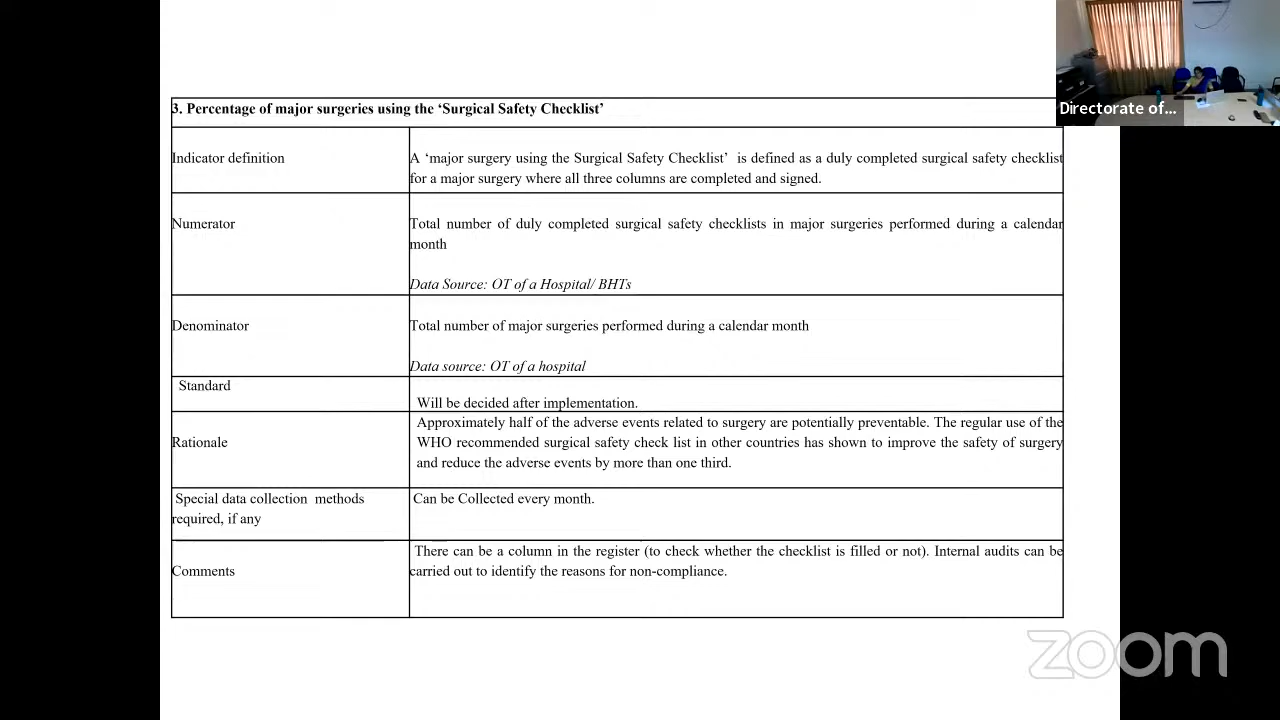 3. Percentage of major surgeries using the ‘Surgical Safety Checklist’
Indicator definition
A ‘major surgery using the Surgical Safety Checklist’ is defined as a duly completed surgical safety checklist
for a major surgery where all three columns are completed and signed.
Numerator
Total number of duly completed surgical safety checklists in major surgeries performed during a calendar
month
Data Source: OT of a Hospital/ BHTs
Denominator
Total number of major surgeries performed during a calendar month
Data source: OT of a hospital
Standard
Will be decided after implementation.
Rationale
Approximately half of the adverse events related to surgery are potentially preventable. The regular use of the
WHO recommended surgical safety check list in other countries has shown to improve the safety of surgery
and reduce the adverse events by more than one third.
Special data collection methods
required, if any
Can be Collected every month.
Comments
There can be a column in the register (to check whether the checklist is filled or not). Internal audits can be
carried out to identify the reasons for non-compliance.
Directorate of...
zoom